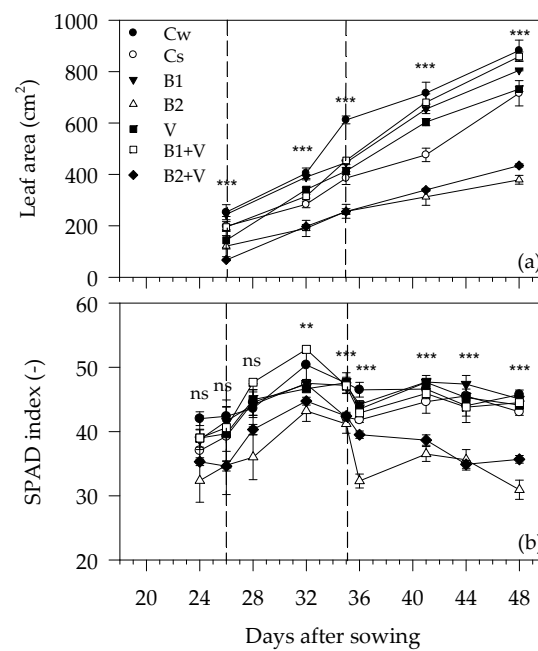 1000
800
600
400
200
0
Leaf area (cm²)
Cw
Cs
B1
B2
V
B1+V
B2+V
***
***
***
***
***
(a)
60
50
40
30
20
SPAD index (-)
ns
ns
ns
**
***
***
***
***
***
(b)
20 24 28 32 36 40 44 48
Days after sowing